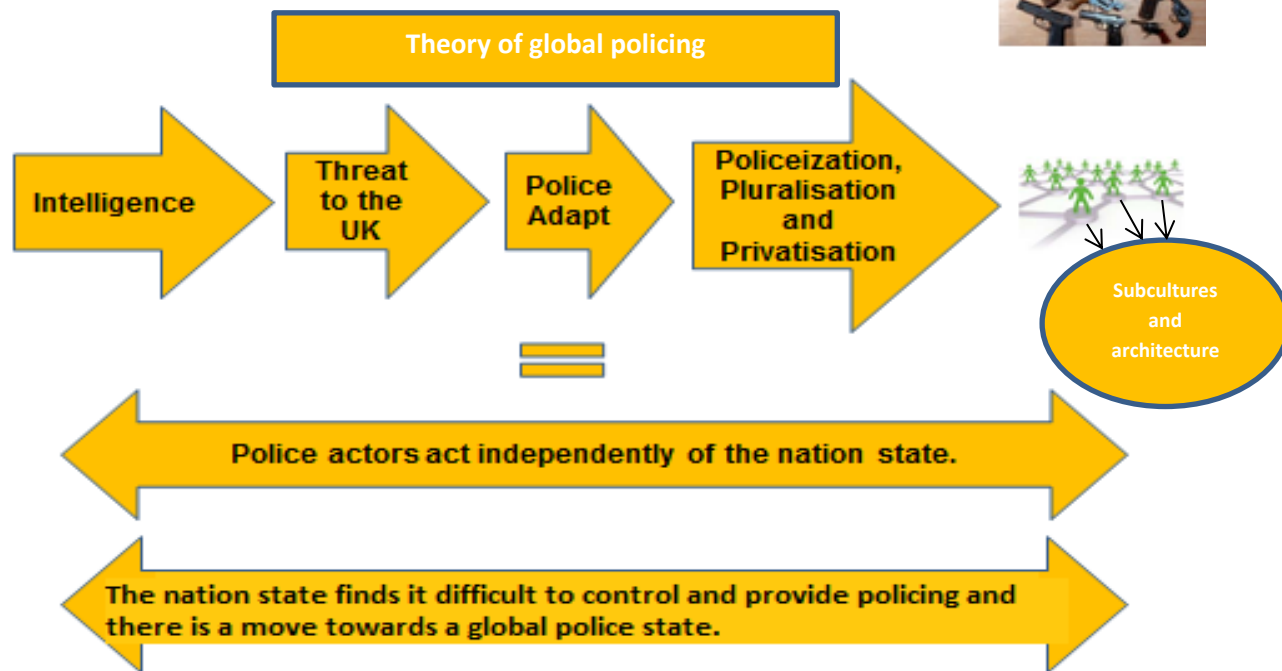 Theory of global policing
Intelligence
Threat
to the
UK
Police
Adapt
Policeization,
Pluralisation
and
Privatisation
Subcultures
and
architecture
Police actors act independently of the nation state.
The nation state finds it difficult to control and provide policing and
there is a move towards a global police state.